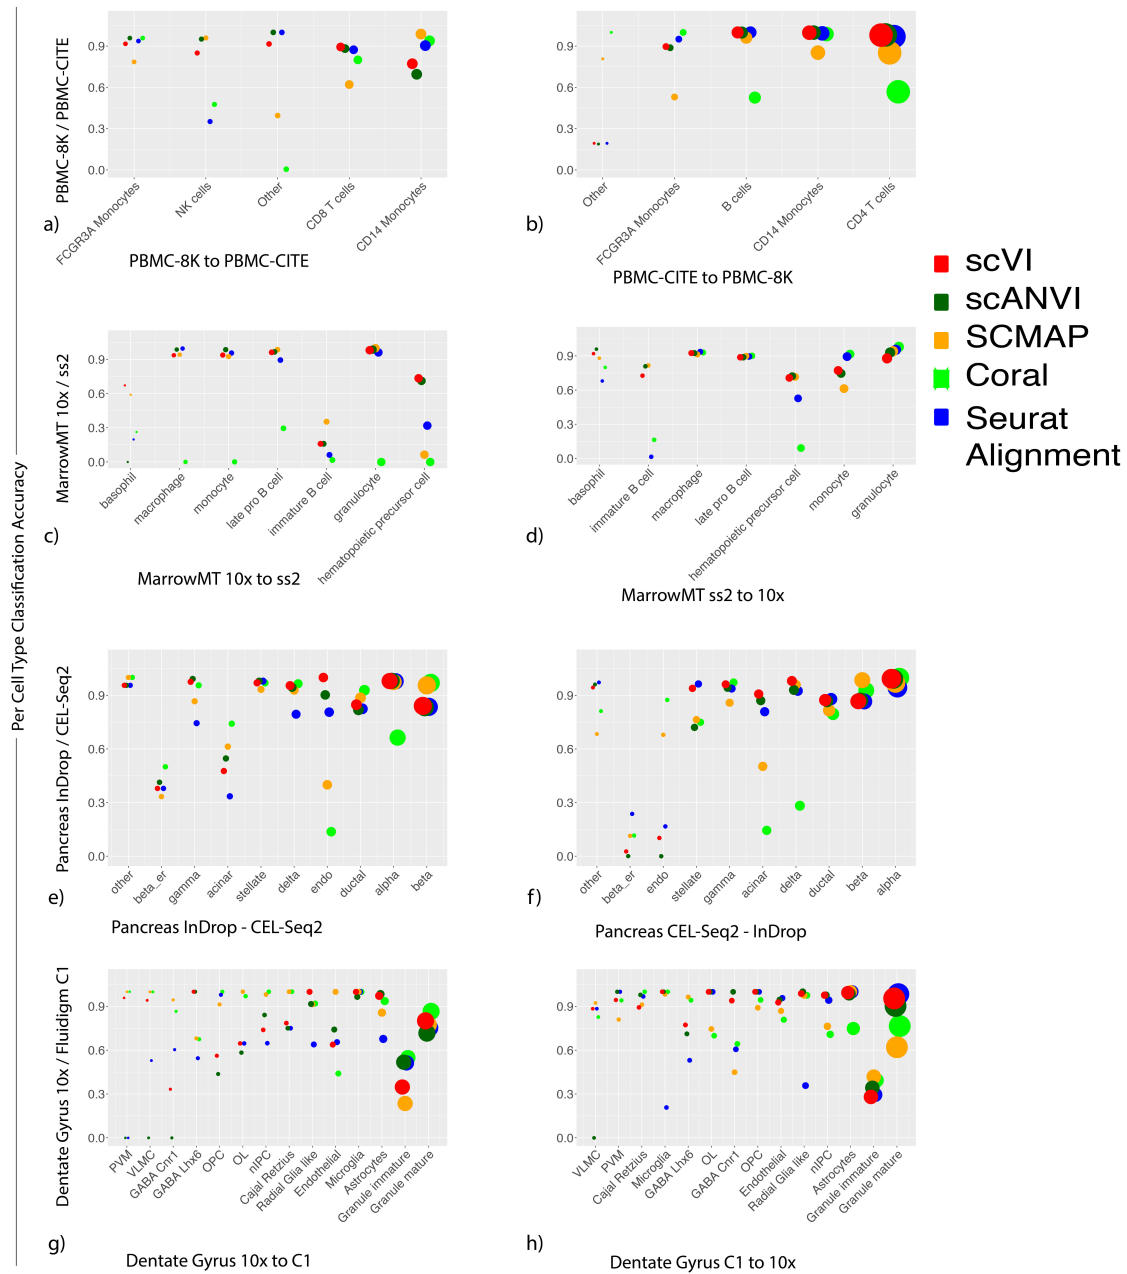 Per Cell Type Classification Accuracy
PBMC-8K / PBMC-CITE
0.9
0.6
0.3
0.0
FCGR3A Monocytes
NK cells
Other
CD8 T cells
CD14 Monocytes
a)
PBMC-8K to PBMC-CITE
0.9
0.6
0.3
0.0
Other
FCGR3A Monocytes
B cells
CD14 Monocytes
CD4 T cells
b)
PBMC-CITE to PBMC-8K
scVI
scANVI
SCMAP
Coral
Seurat
Alignment
MarrowMT 10x / ss2
0.9
0.6
0.3
0.0
basophil
macrophage
monocyte
late pro B cell
immature B cell
granulocyte
hematopoietic precursor cell
c)
MarrowMT 10x to ss2
0.9
0.6
0.3
0.0
basophil
immature B cell
macrophage
late pro B cell
hematopoietic precursor cell
monocyte
granulocyte
d)
MarrowMT ss2 to 10x
Pancreas InDrop / CEL-Seq2
0.9
0.6
0.3
0.0
other
beta_er
gamma
acinar
stellate
delta
endo
ductal
alpha
beta
e)
Pancreas InDrop - CEL-Seq2
0.9
0.6
0.3
0.0
other
beta_er
endo
stellate
gamma
acinar
delta
ductal
beta
alpha
f)
Pancreas CEL-Seq2 - InDrop
Dentate Gyrus 10x / Fluidigm C1
0.9
0.6
0.3
0.0
PVM
VLMC
GABA Cnr1
GABA Lhx6
OPC
OL
nIPC
Cajal Retzius
Radial Glia like
Endothelial
Microglia
Astrocytes
Granule Immature
Granule mature
g)
Dentate Gyrus 10x to C1
0.9
0.6
0.3
0.0
VLMC
PVM
Cajal Retzius
Microglia
GABA Lhx6
OL
GABA Cnr1
OPC
Endothelial
Radial Glia like
nIPC
Astrocytes
Granule Immature
Granule mature
h)
Dentate Gyrus C1 to 10x